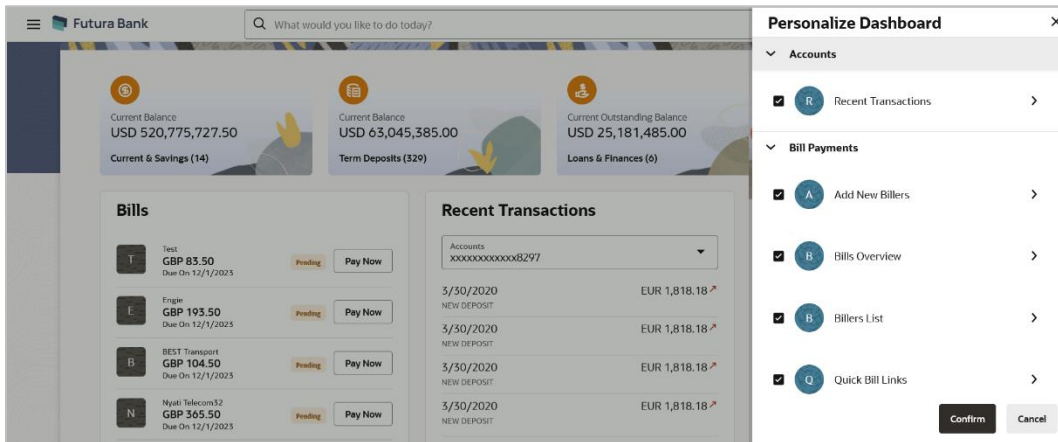 Futura Bank
What would you like to do today?
Current Balance
USD 520,775,727.50
Current & Savings (14)
Current Balance
USD 63,045,385.00
Term Deposits (329)
Current Outstanding Balance
USD 25,181,485.00
Loans & Finances (6)
Bills
T
Test
GBP 83.50
Due On 12/1/2023
Pending
Pay Now
E
Engie
GBP 193.50
Due On 12/1/2023
Pending
Pay Now
B
BEST Transport
GBP 104.50
Due On 12/1/2023
Pending
Pay Now
N
Nyati Telecom32
GBP 365.50
Due On 12/1/2023
Pending
Pay Now
Recent Transactions
Accounts
xxxxxxxxxxxx8297
3/30/2020
EUR 1,818.18
NEW DEPOSIT
3/30/2020
EUR 1,818.18
NEW DEPOSIT
3/30/2020
EUR 1,818.18
NEW DEPOSIT
3/30/2020
EUR 1,818.18
NEW DEPOSIT
Personalize Dashboard
Accounts
R
Recent Transactions
Bill Payments
A
Add New Billers
B
Bills Overview
B
Billers List
Q
Quick Bill Links
Confirm
Cancel